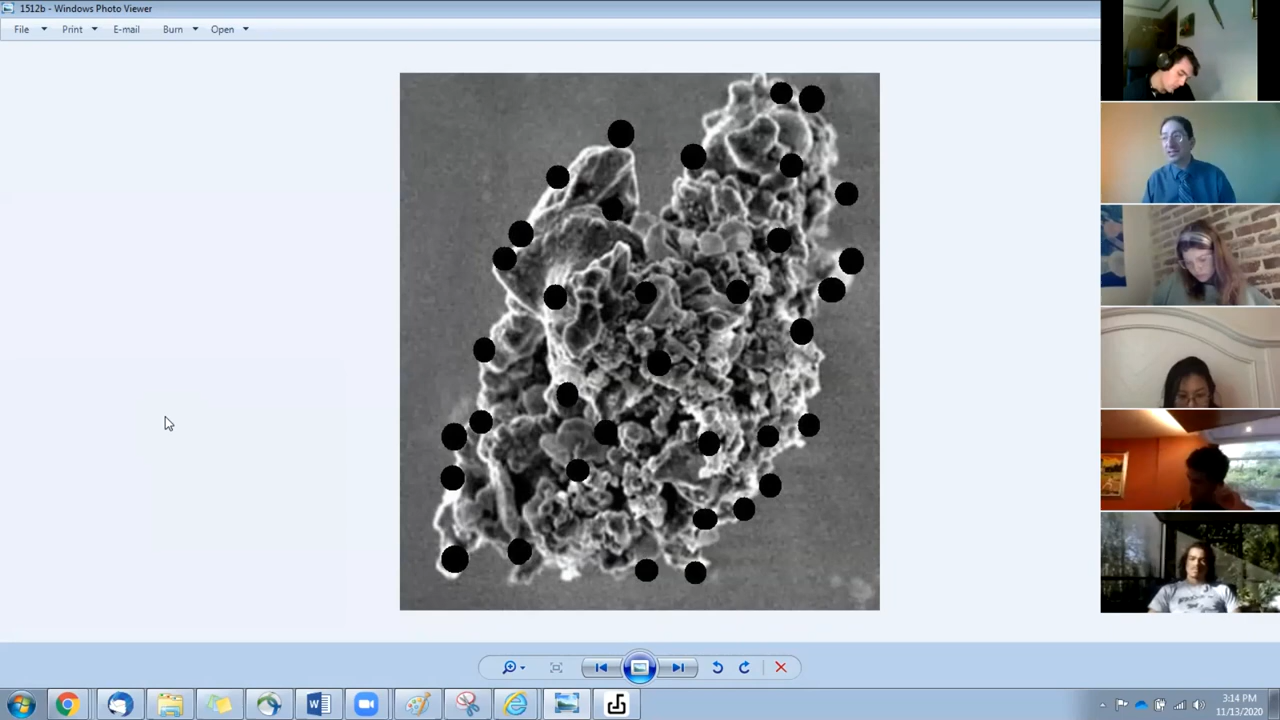 1512b - Windows Photo Viewer
File Print E-mail Burn Open
3:14 PM
11/13/2020